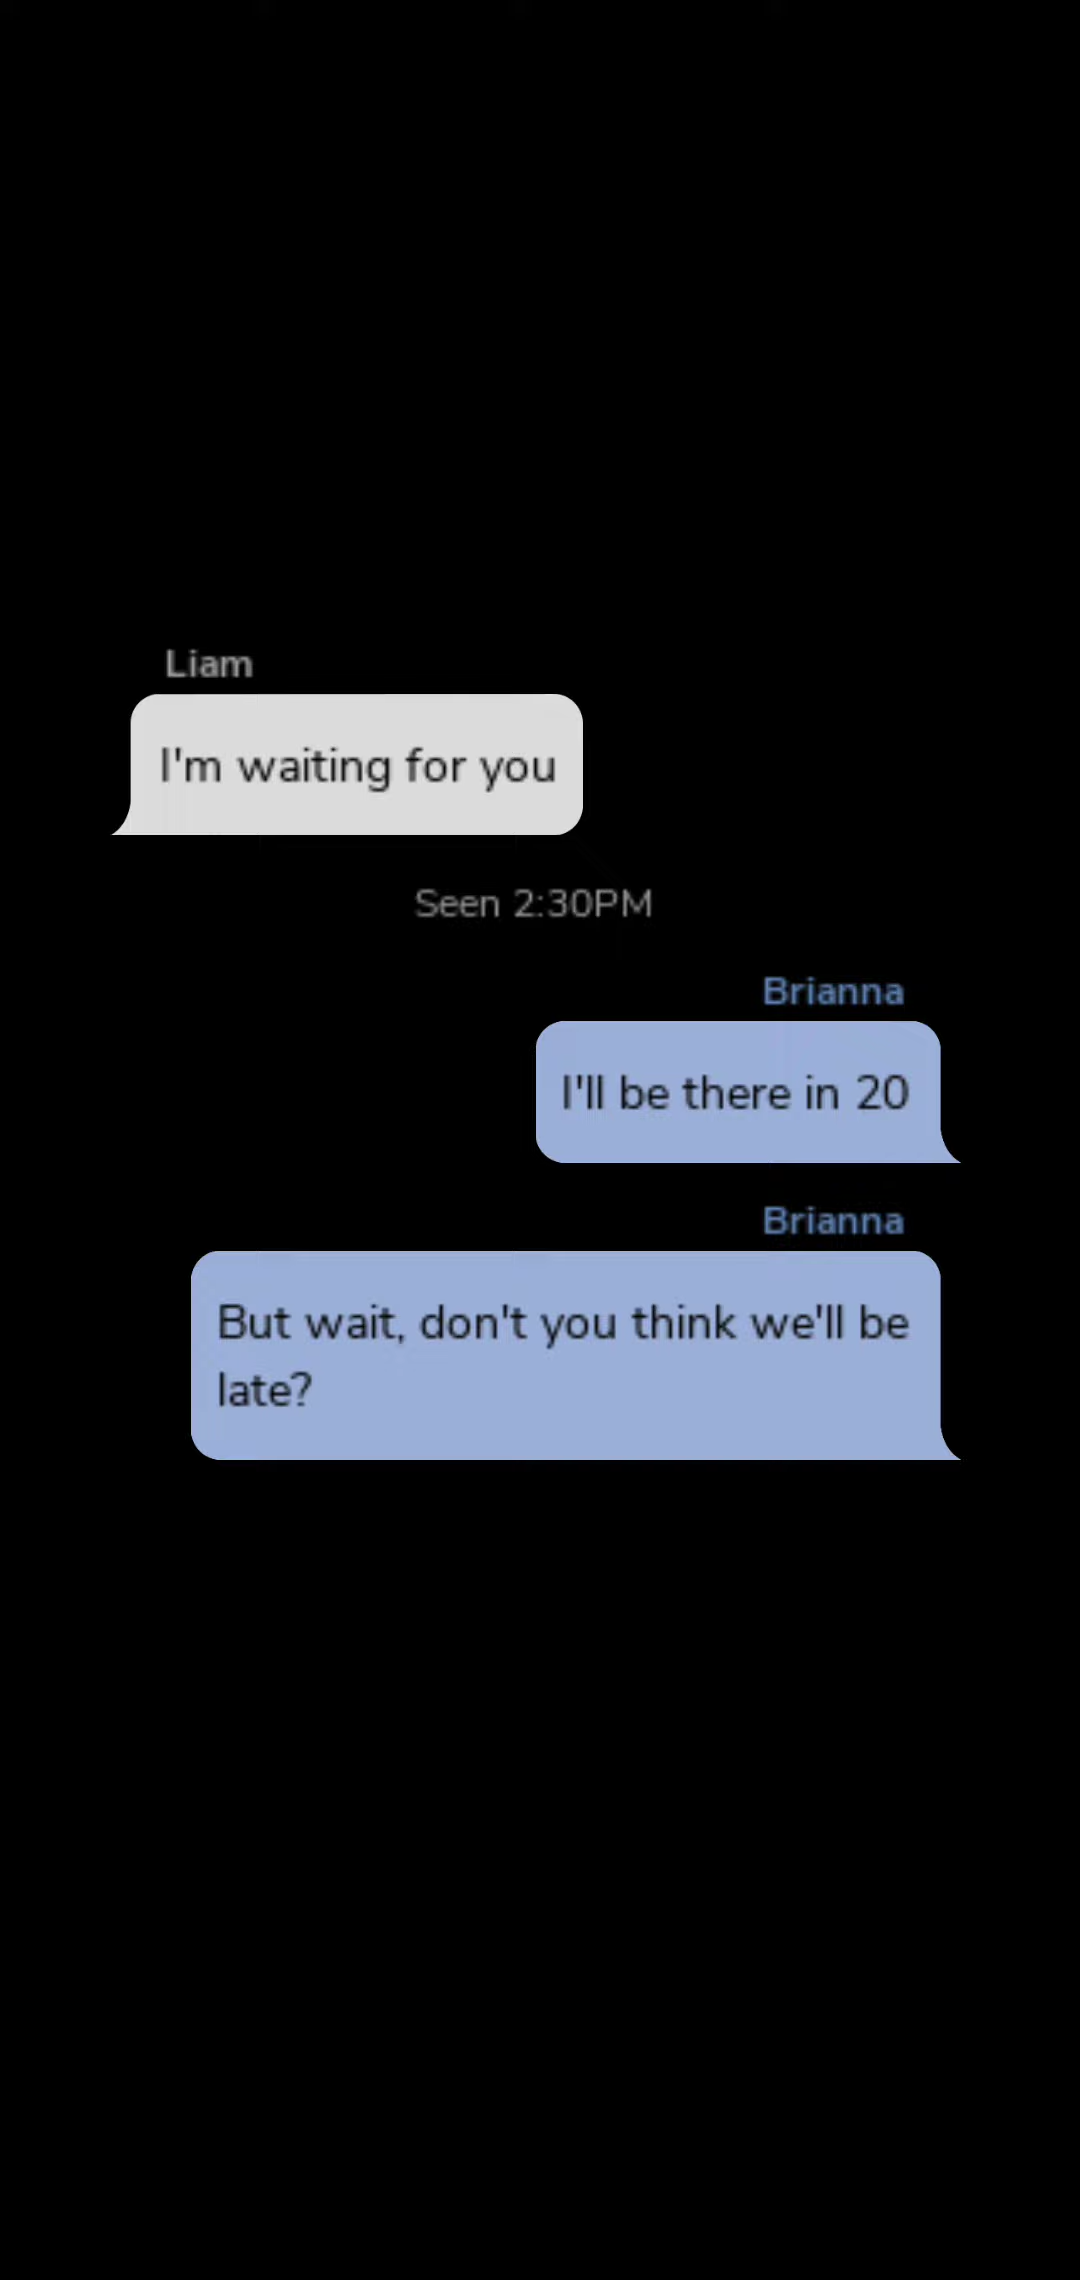 Liam
I'm waiting for you
Seen 2:30PM
Brianna
I'll be there in 20
Brianna
But wait, don't you think we'll be
late?